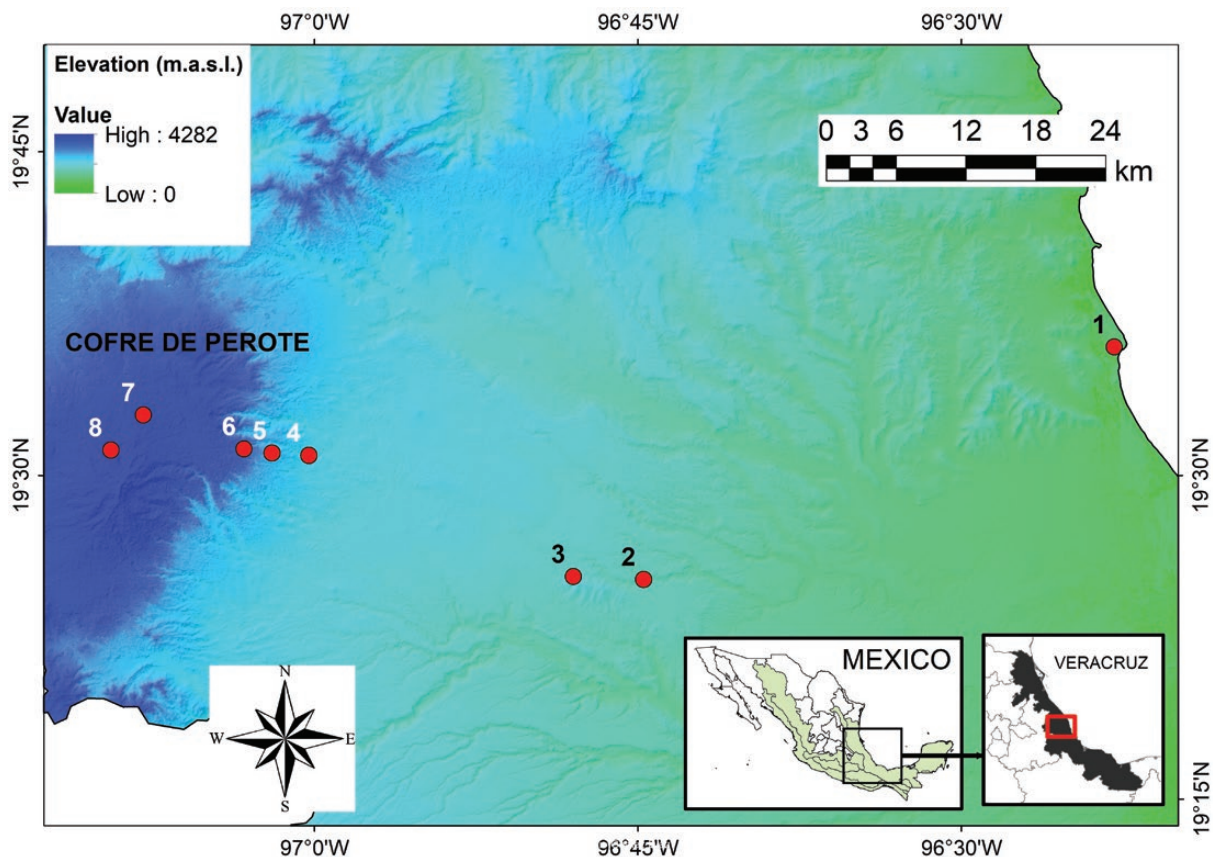 97°0'W 96°45'W 96°30'W
Elevation (m.a.s.l.)
Value
High : 4282
Low : 0
0 3 6 12 18 24
km
19°45'N
19°45'N
COFRE DE PEROTE
1
7
8
6 5 4
19°30'N
19°30'N
3 2
MEXICO
VERACRUZ
N
W E
S
19°15'N
97°0'W 96°45'W 96°30'W